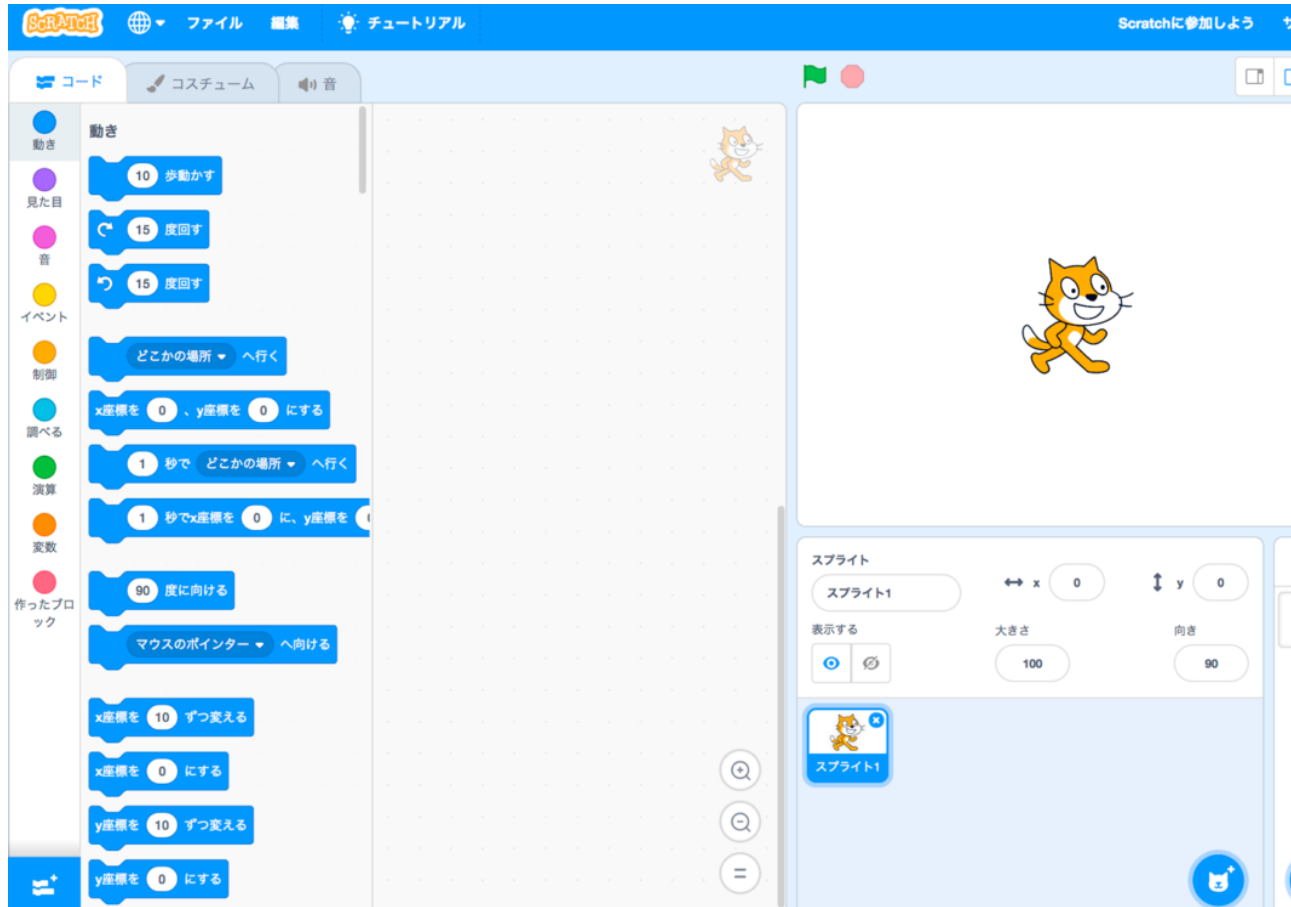 SCRATCH
ファイル
編集
チュートリアル
Scratchに参加しよう
コード
コスチューム
音
動き
見た目
音
イベント
制御
調べる
演算
変数
作ったブロ
ック
動き
10 歩動かす
15 度回す
15 度回す
どこかの場所 へ行く
x座標を 0 、y座標を 0 にする
1 秒で どこかの場所 へ行く
1 秒でx座標を 0 に、y座標を
90 度に向ける
マウスのポインター へ向ける
x座標を 10 ずつ変える
x座標を 0 にする
y座標を 10 ずつ変える
y座標を 0 にする
スプライト
スプライト1
x 0
y 0
表示する
大きさ
向き
100
90
スプライト1